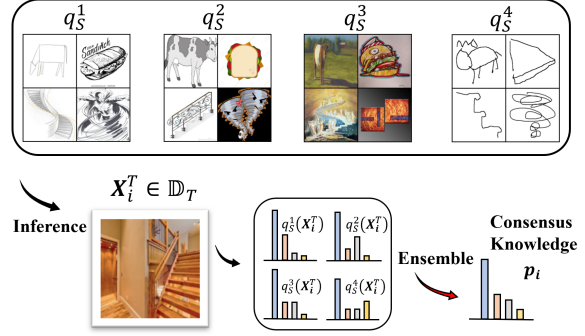 q_S^1 q_S^2 q_S^3 q_S^4
Sandwich
X_i^T ∈ 𝔻_T
Inference
q_S^1(X_i^T) q_S^2(X_i^T)
q_S^3(X_i^T) q_S^4(X_i^T)
Ensemble
Consensus
Knowledge
p_i